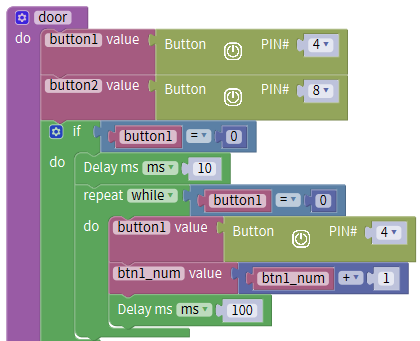 door
do button1 value Button PIN# 4
button2 value Button PIN# 8
if button1 = 0
do Delay ms ms 10
repeat while button1 = 0
do button1 value Button PIN# 4
btn1_num value btn1_num + 1
Delay ms ms 100